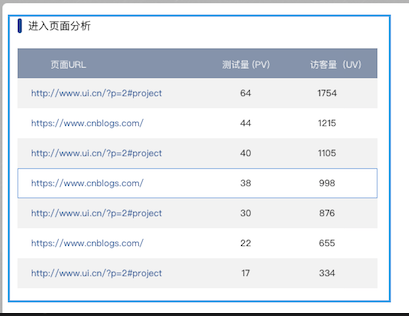 进入页面分析
页面URL 测试量 (PV) 访客量（UV）
http://www.ui.cn/?p=2#project 64 1754
https://www.cnblogs.com/ 44 1215
http://www.ui.cn/?p=2#project 40 1105
https://www.cnblogs.com/ 38 998
http://www.ui.cn/?p=2#project 30 876
https://www.cnblogs.com/ 22 655
http://www.ui.cn/?p=2#project 17 334